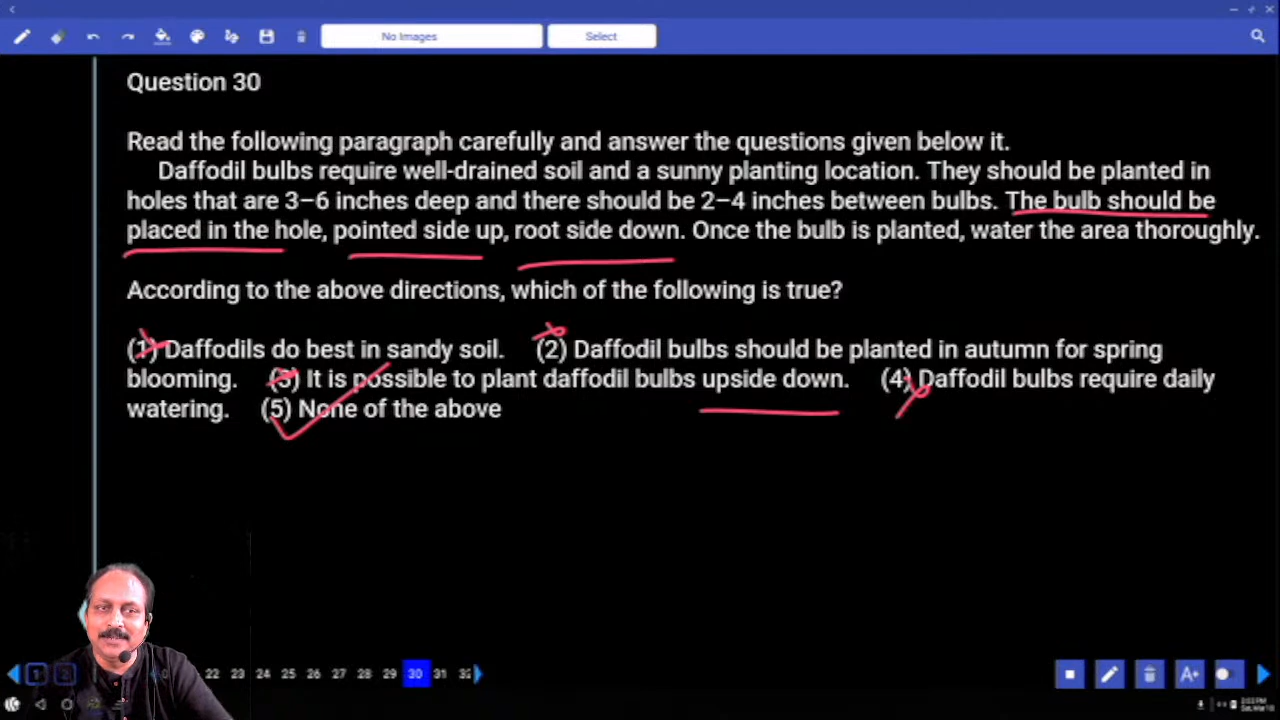 No Images
Select
Question 30
Read the following paragraph carefully and answer the questions given below it.
Daffodil bulbs require well-drained soil and a sunny planting location. They should be planted in
holes that are 3–6 inches deep and there should be 2–4 inches between bulbs. The bulb should be
placed in the hole, pointed side up, root side down. Once the bulb is planted, water the area thoroughly.
According to the above directions, which of the following is true?
(1) Daffodils do best in sandy soil. (2) Daffodil bulbs should be planted in autumn for spring
blooming. (3) It is possible to plant daffodil bulbs upside down. (4) Daffodil bulbs require daily
watering. (5) None of the above
1 2 22 23 24 25 26 27 28 29 30 31
A+